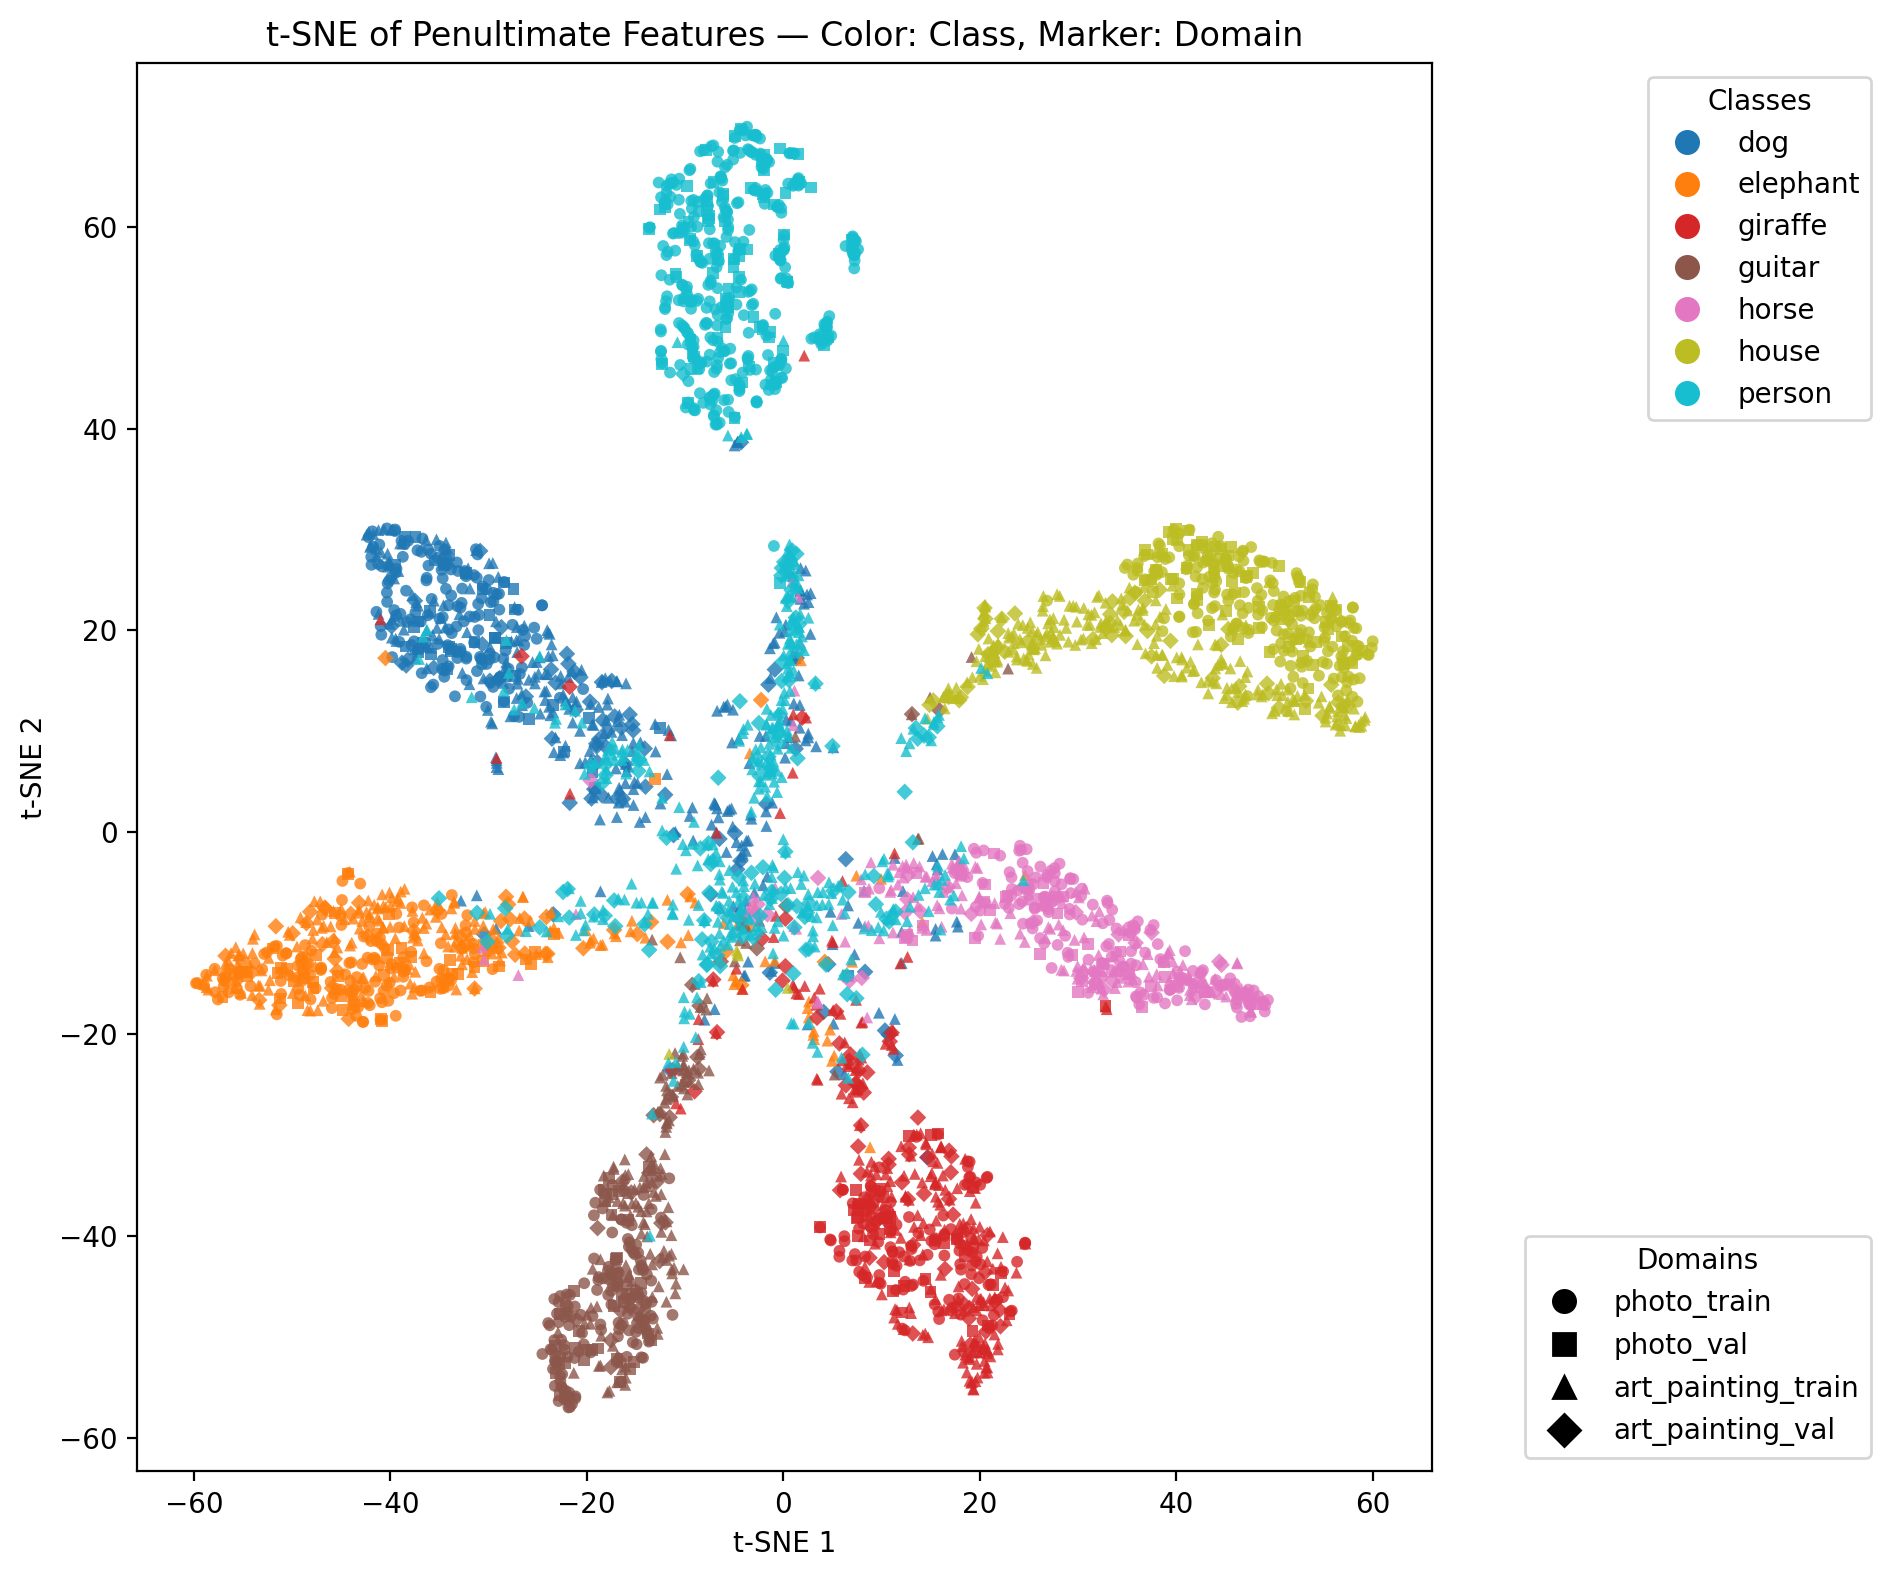 t-SNE of Penultimate Features — Color: Class, Marker: Domain
Classes
dog
elephant
giraffe
guitar
horse
house
person
60
40
20
0
−20
−40
−60
t-SNE 2
−60 −40 −20 0 20 40 60
t-SNE 1
Domains
photo_train
photo_val
art_painting_train
art_painting_val